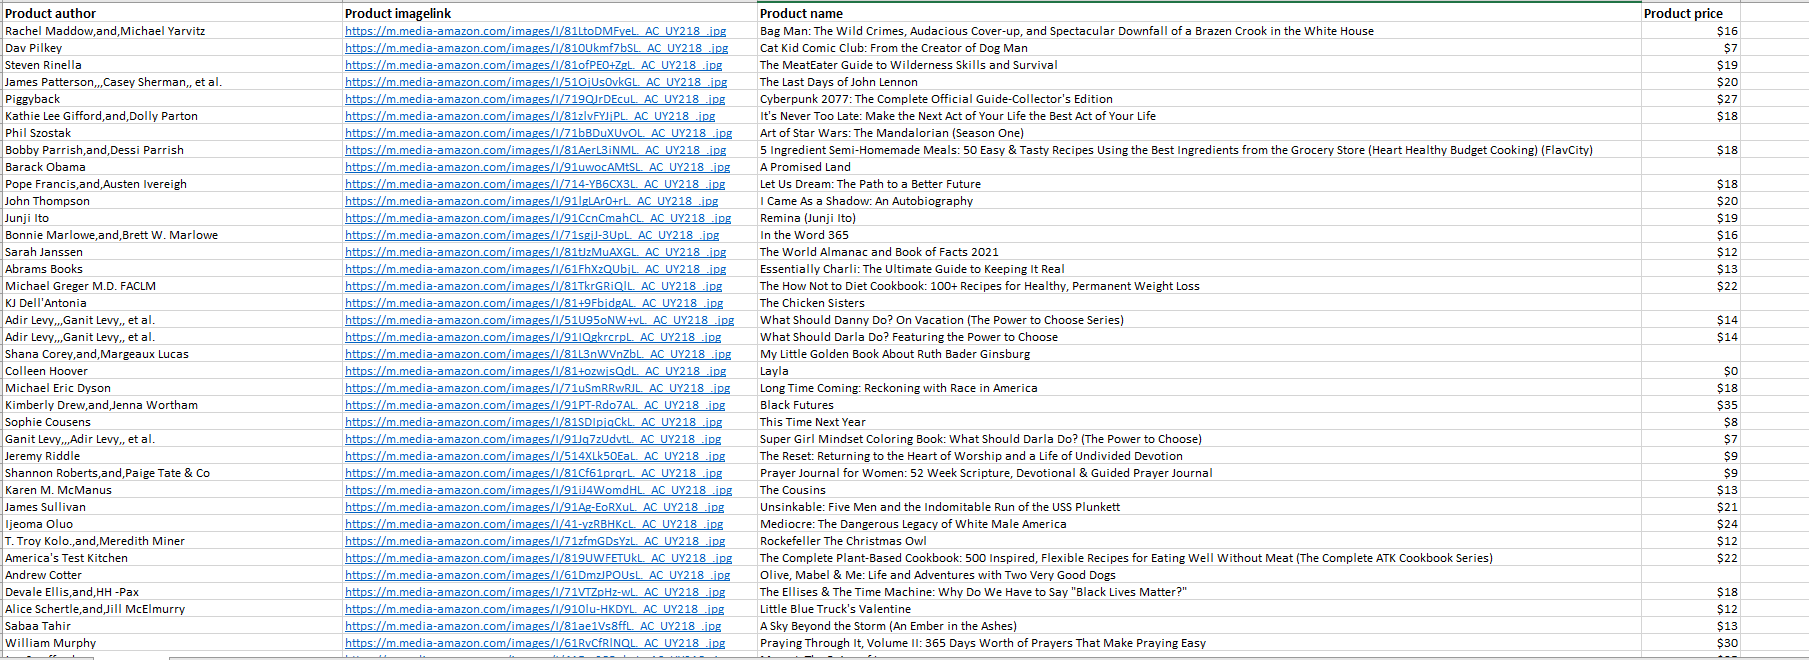 Product author Product imagelink Product name Product price
Rachel Maddow,and,Michael Yarvitz https://m.media-amazon.com/images/I/81LtoDMFyeL._AC_UY218_.jpg Bag Man: The Wild Crimes, Audacious Cover-up, and Spectacular Downfall of a Brazen Crook in the White House $16
Dav Pilkey https://m.media-amazon.com/images/I/810Ukmf7bSL._AC_UY218_.jpg Cat Kid Comic Club: From the Creator of Dog Man $7
Steven Rinella https://m.media-amazon.com/images/I/81ofPE0+ZgL._AC_UY218_.jpg The MeatEater Guide to Wilderness Skills and Survival $19
James Patterson,,,Casey Sherman,, et al. https://m.media-amazon.com/images/I/51OjUs0vkGL._AC_UY218_.jpg The Last Days of John Lennon $20
Piggyback https://m.media-amazon.com/images/I/719QJrDEcuL._AC_UY218_.jpg Cyberpunk 2077: The Complete Official Guide-Collector's Edition $27
Kathie Lee Gifford,and,Dolly Parton https://m.media-amazon.com/images/I/81zlvFYJjPL._AC_UY218_.jpg It's Never Too Late: Make the Next Act of Your Life the Best Act of Your Life $18
Phil Szostak https://m.media-amazon.com/images/I/71bBDuXUvOL._AC_UY218_.jpg Art of Star Wars: The Mandalorian (Season One)
Bobby Parrish,and,Dessi Parrish https://m.media-amazon.com/images/I/81AerL3iNML._AC_UY218_.jpg 5 Ingredient Semi-Homemade Meals: 50 Easy & Tasty Recipes Using the Best Ingredients from the Grocery Store (Heart Healthy Budget Cooking) (FlavCity) $18
Barack Obama https://m.media-amazon.com/images/I/91uwocAMtSL._AC_UY218_.jpg A Promised Land
Pope Francis,and,Austen Ivereigh https://m.media-amazon.com/images/I/714-YB6CX3L._AC_UY218_.jpg Let Us Dream: The Path to a Better Future $18
John Thompson https://m.media-amazon.com/images/I/91lgLAr0+rL._AC_UY218_.jpg I Came As a Shadow: An Autobiography $20
Junji Ito https://m.media-amazon.com/images/I/91CcnCmahCL._AC_UY218_.jpg Remina (Junji Ito) $19
Bonnie Marlowe,and,Brett W. Marlowe https://m.media-amazon.com/images/I/71sgjJ-3UpL._AC_UY218_.jpg In the Word 365 $16
Sarah Janssen https://m.media-amazon.com/images/I/81tJzMuAXGL._AC_UY218_.jpg The World Almanac and Book of Facts 2021 $12
Abrams Books https://m.media-amazon.com/images/I/61FhXzQUbjL._AC_UY218_.jpg Essentially Charli: The Ultimate Guide to Keeping It Real $13
Michael Greger M.D. FACLM https://m.media-amazon.com/images/I/81TkrGRiQlL._AC_UY218_.jpg The How Not to Diet Cookbook: 100+ Recipes for Healthy, Permanent Weight Loss $22
KJ Dell'Antonia https://m.media-amazon.com/images/I/81+9FbjdgAL._AC_UY218_.jpg The Chicken Sisters
Adir Levy,,,Ganit Levy,, et al. https://m.media-amazon.com/images/I/51U95oNW+vL._AC_UY218_.jpg What Should Danny Do? On Vacation (The Power to Choose Series) $14
Adir Levy,,,Ganit Levy,, et al. https://m.media-amazon.com/images/I/91IQgkrcrpL._AC_UY218_.jpg What Should Darla Do? Featuring the Power to Choose $14
Shana Corey,and,Margeaux Lucas https://m.media-amazon.com/images/I/81L3nWVnZbL._AC_UY218_.jpg My Little Golden Book About Ruth Bader Ginsburg
Colleen Hoover https://m.media-amazon.com/images/I/81+ozwjsQdL._AC_UY218_.jpg Layla $0
Michael Eric Dyson https://m.media-amazon.com/images/I/71uSmRRwRJL._AC_UY218_.jpg Long Time Coming: Reckoning with Race in America $18
Kimberly Drew,and,Jenna Wortham https://m.media-amazon.com/images/I/91PT-Rdo7AL._AC_UY218_.jpg Black Futures $35
Sophie Cousens https://m.media-amazon.com/images/I/81SDIpjqCkL._AC_UY218_.jpg This Time Next Year $8
Ganit Levy,,,Adir Levy,, et al. https://m.media-amazon.com/images/I/91Jq7zUdvtL._AC_UY218_.jpg Super Girl Mindset Coloring Book: What Should Darla Do? (The Power to Choose) $7
Jeremy Riddle https://m.media-amazon.com/images/I/514XLk50EaL._AC_UY218_.jpg The Reset: Returning to the Heart of Worship and a Life of Undivided Devotion $9
Shannon Roberts,and,Paige Tate & Co https://m.media-amazon.com/images/I/81Cf61prqrL._AC_UY218_.jpg Prayer Journal for Women: 52 Week Scripture, Devotional & Guided Prayer Journal $9
Karen M. McManus https://m.media-amazon.com/images/I/91iJ4WomdHL._AC_UY218_.jpg The Cousins $13
James Sullivan https://m.media-amazon.com/images/I/91Ag-EoRXuL._AC_UY218_.jpg Unsinkable: Five Men and the Indomitable Run of the USS Plunkett $21
Ijeoma Oluo https://m.media-amazon.com/images/I/41-yzRBHKcL._AC_UY218_.jpg Mediocre: The Dangerous Legacy of White Male America $24
T. Troy Kolo.,and,Meredith Miner https://m.media-amazon.com/images/I/71zfmGDsYzL._AC_UY218_.jpg Rockefeller The Christmas Owl $12
America's Test Kitchen https://m.media-amazon.com/images/I/819UWFETUkL._AC_UY218_.jpg The Complete Plant-Based Cookbook: 500 Inspired, Flexible Recipes for Eating Well Without Meat (The Complete ATK Cookbook Series) $22
Andrew Cotter https://m.media-amazon.com/images/I/61DmzJPOUsL._AC_UY218_.jpg Olive, Mabel & Me: Life and Adventures with Two Very Good Dogs
Devale Ellis,and,HH -Pax https://m.media-amazon.com/images/I/71VTZpHz-wL._AC_UY218_.jpg The Ellises & The Time Machine: Why Do We Have to Say "Black Lives Matter?" $18
Alice Schertle,and,Jill McElmurry https://m.media-amazon.com/images/I/910lu-HKDYL._AC_UY218_.jpg Little Blue Truck's Valentine $12
Sabaa Tahir https://m.media-amazon.com/images/I/81ae1Vs8ffL._AC_UY218_.jpg A Sky Beyond the Storm (An Ember in the Ashes) $13
William Murphy https://m.media-amazon.com/images/I/61RvCfRlNQL._AC_UY218_.jpg Praying Through It, Volume II: 365 Days Worth of Prayers That Make Praying Easy $30